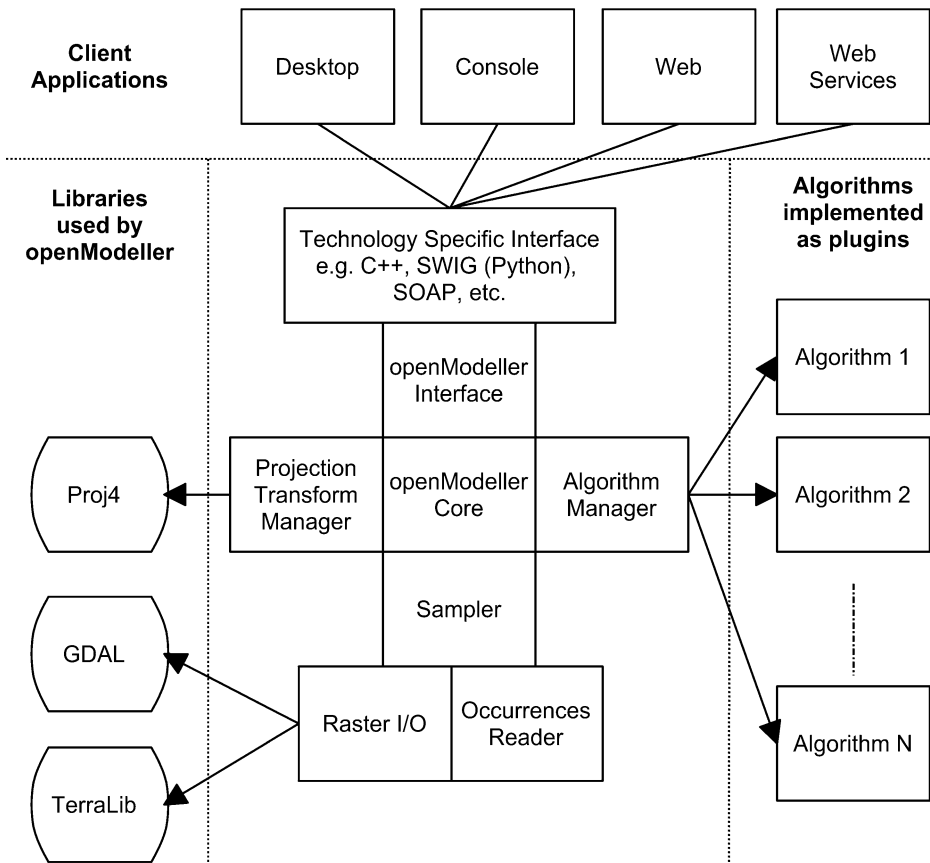 Client
Applications
Desktop
Console
Web
Web
Services
Libraries
used by
openModeller
Technology Specific Interface
e.g. C++, SWIG (Python),
SOAP, etc.
Algorithms
implemented
as plugins
openModeller
Interface
Algorithm 1
Proj4
Projection
Transform
Manager
openModeller
Core
Algorithm
Manager
Algorithm 2
Sampler
GDAL
Raster I/O
Occurrences
Reader
Algorithm N
TerraLib